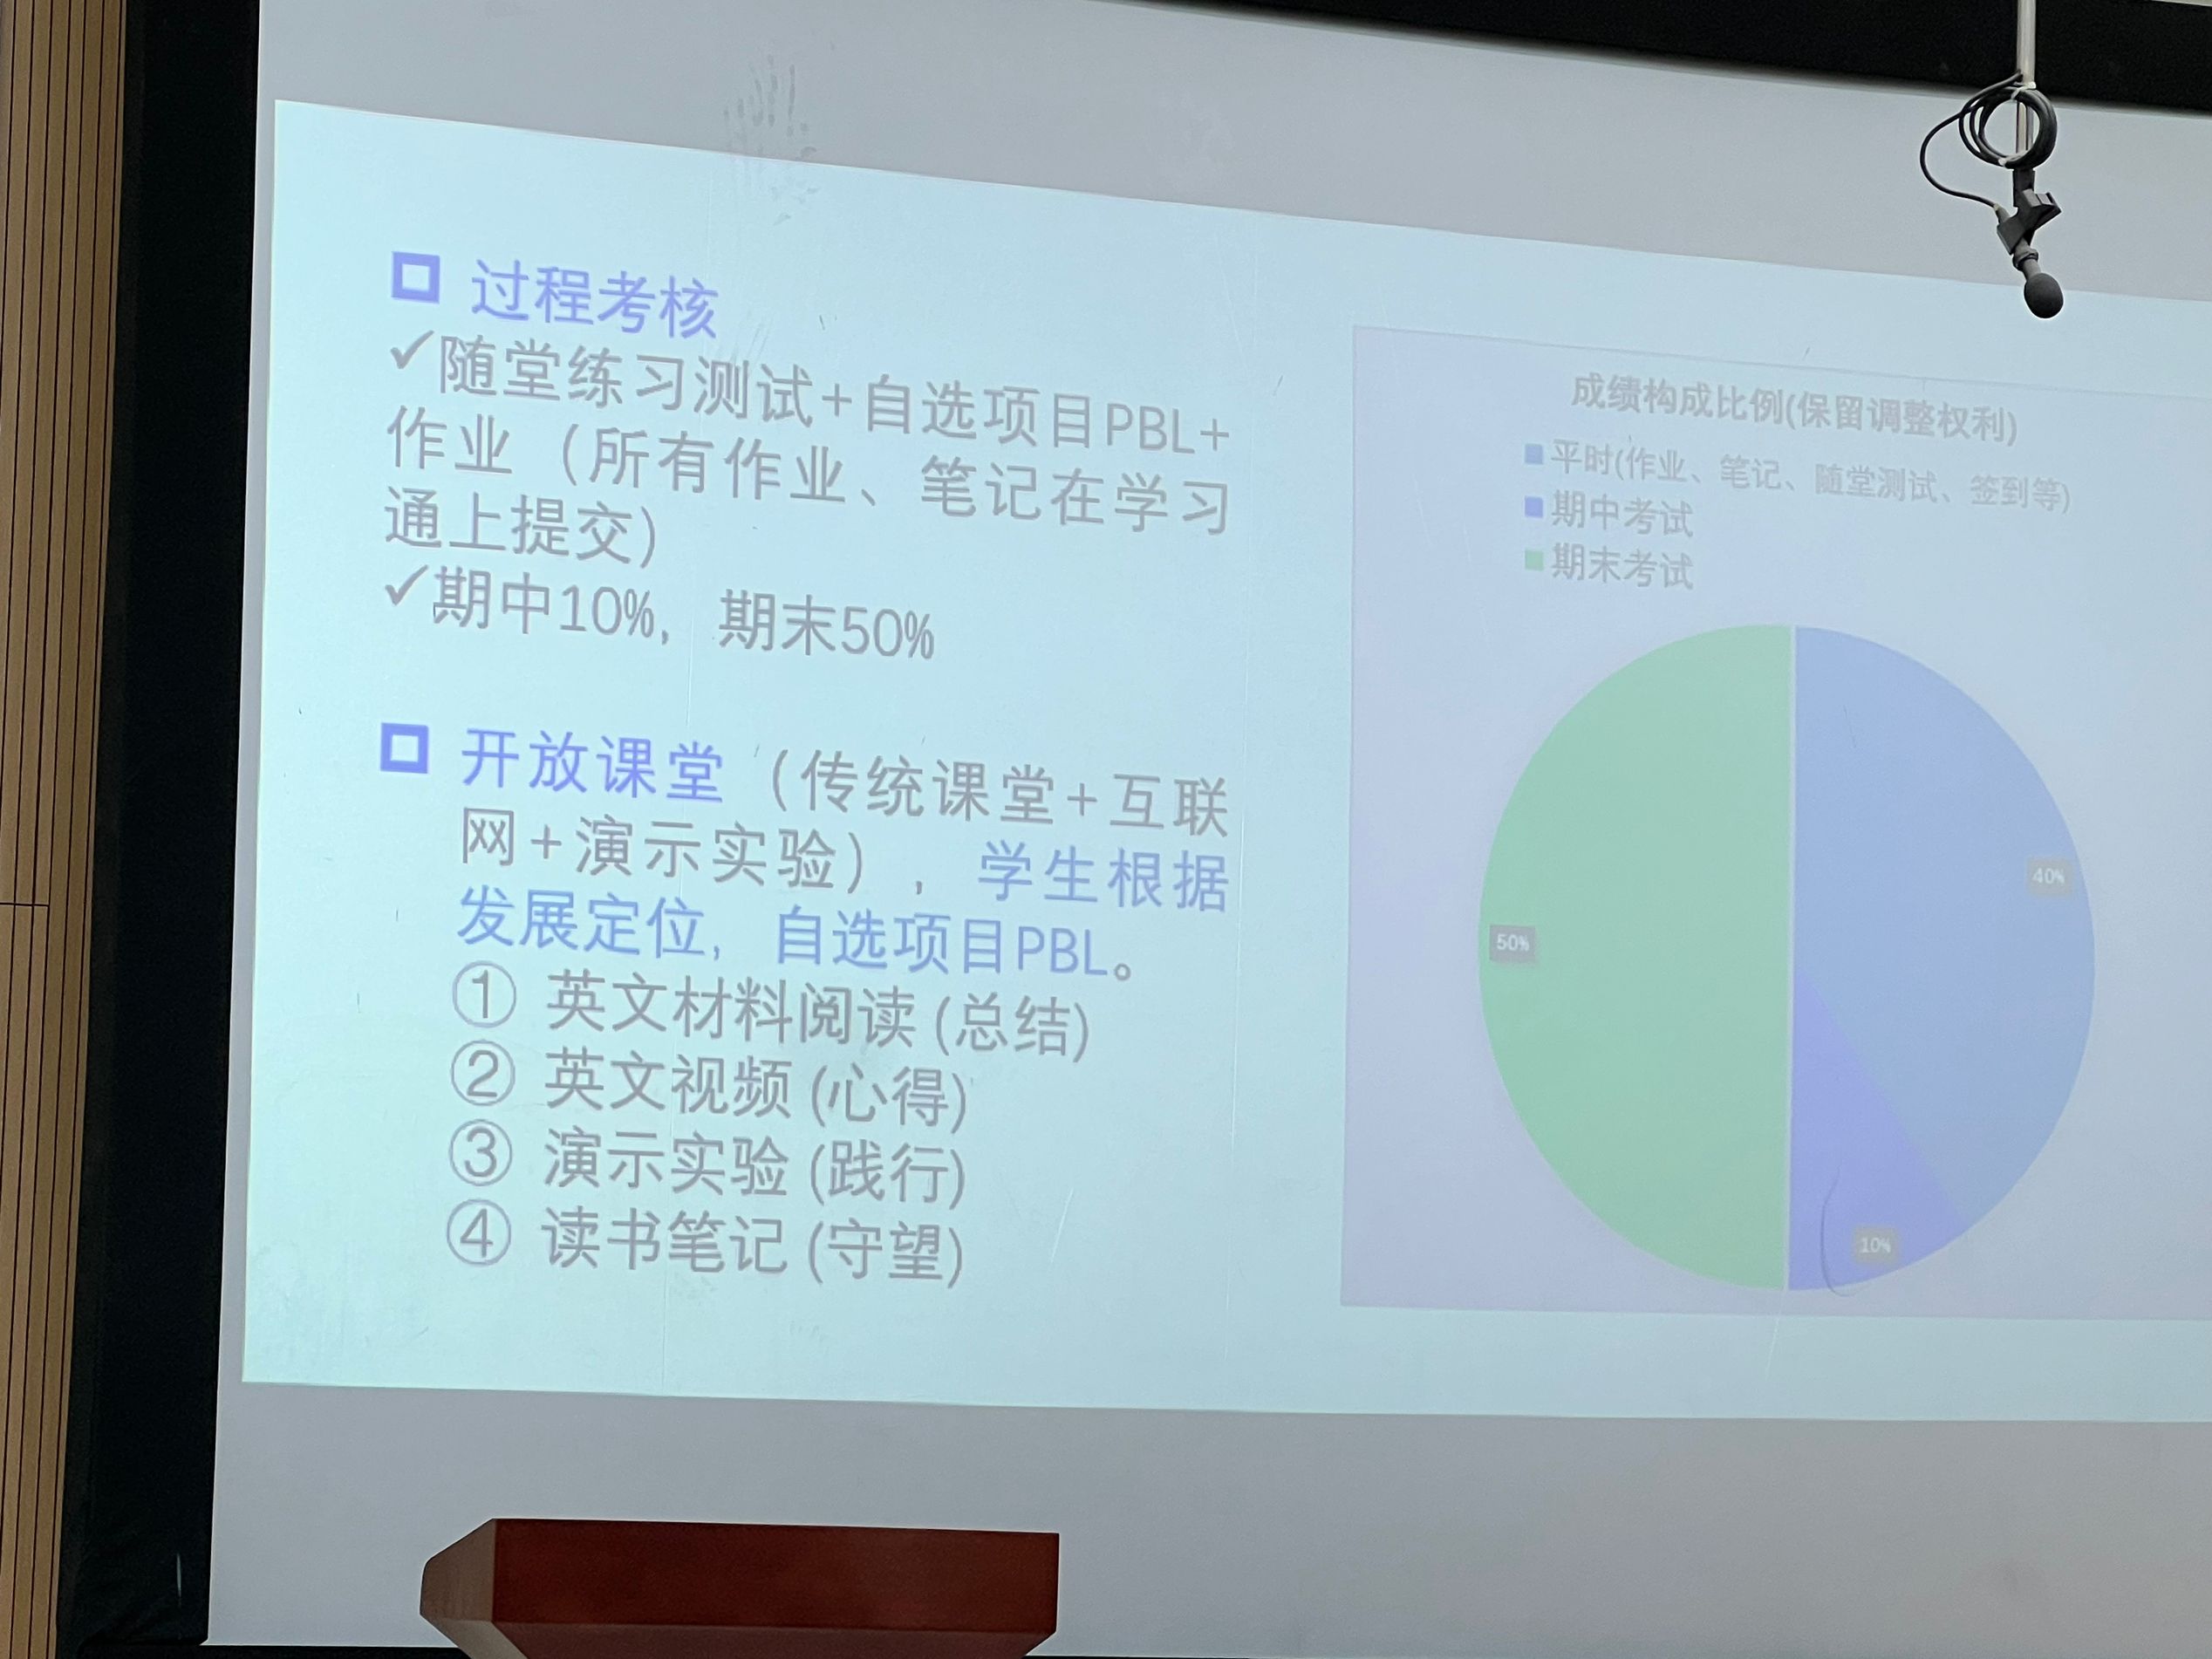 过程考核
✓随堂练习测试+自选项目PBL+
作业（所有作业、笔记在学习
通上提交）
✓期中10%，期末50%
开放课堂（传统课堂+互联
网+演示实验），学生根据
发展定位，自选项目PBL。
① 英文材料阅读 (总结)
② 英文视频 (心得)
③ 演示实验 (践行)
④ 读书笔记 (守望)
成绩构成比例(保留调整权利)
平时(作业、笔记、随堂测试、签到等)
期中考试
期末考试
40%
50%
10%